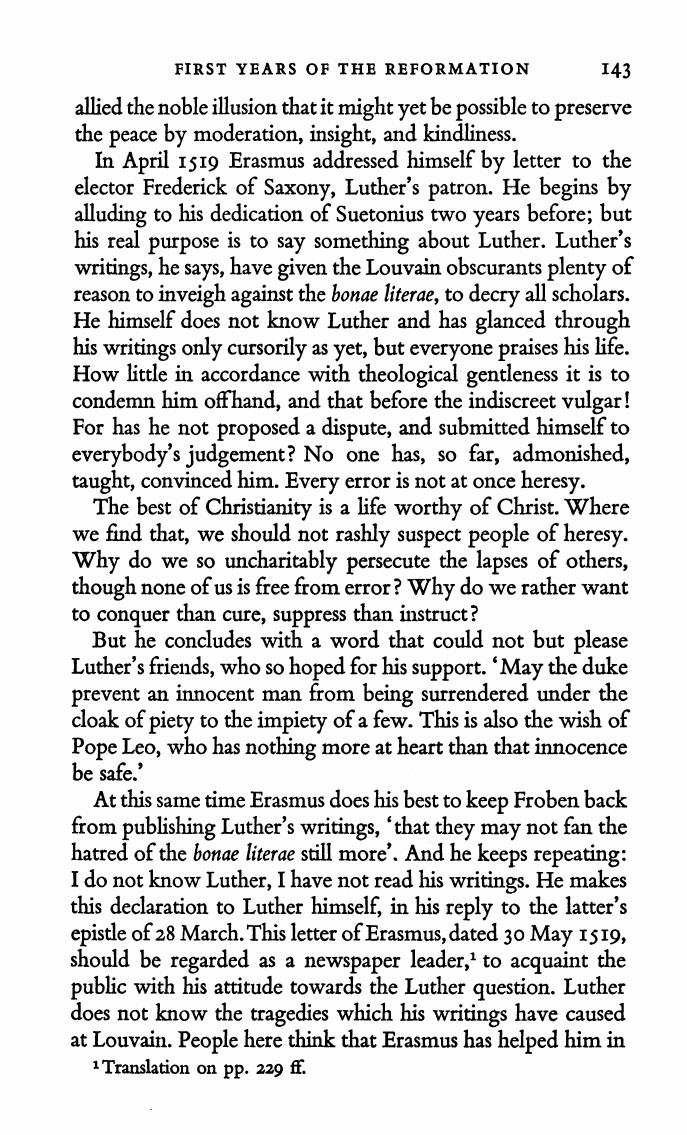 FIRST YEARS OF THE REFORMATION 143
allied the noble illusion that it might yet be possible to preserve
the peace by moderation, insight, and kindliness.
In April 1519 Erasmus addressed himself by letter to the
elector Frederick of Saxony, Luther's patron. He begins by
alluding to his dedication of Suetonius two years before; but
his real purpose is to say something about Luther. Luther's
writings, he says, have given the Louvain obscurants plenty of
reason to inveigh against the bonae literae, to decry all scholars.
He himself does not know Luther and has glanced through
his writings only cursorily as yet, but everyone praises his life.
How little in accordance with theological gentleness it is to
condemn him offhand, and that before the indiscreet vulgar!
For has he not proposed a dispute, and submitted himself to
everybody's judgement? No one has, so far, admonished,
taught, convinced him. Every error is not at once heresy.
The best of Christianity is a life worthy of Christ. Where
we find that, we should not rashly suspect people of heresy.
Why do we so uncharitably persecute the lapses of others,
though none of us is free from error? Why do we rather want
to conquer than cure, suppress than instruct?
But he concludes with a word that could not but please
Luther's friends, who so hoped for his support. 'May the duke
prevent an innocent man from being surrendered under the
cloak of piety to the impiety of a few. This is also the wish of
Pope Leo, who has nothing more at heart than that innocence
be safe.'
At this same time Erasmus does his best to keep Froben back
from publishing Luther's writings, 'that they may not fan the
hatred of the bonae literae still more'. And he keeps repeating:
I do not know Luther, I have not read his writings. He makes
this declaration to Luther himself, in his reply to the latter's
epistle of 28 March. This letter of Erasmus, dated 30 May 1519,
should be regarded as a newspaper leader,¹ to acquaint the
public with his attitude towards the Luther question. Luther
does not know the tragedies which his writings have caused
at Louvain. People here think that Erasmus has helped him in
¹ Translation on pp. 229 ff.